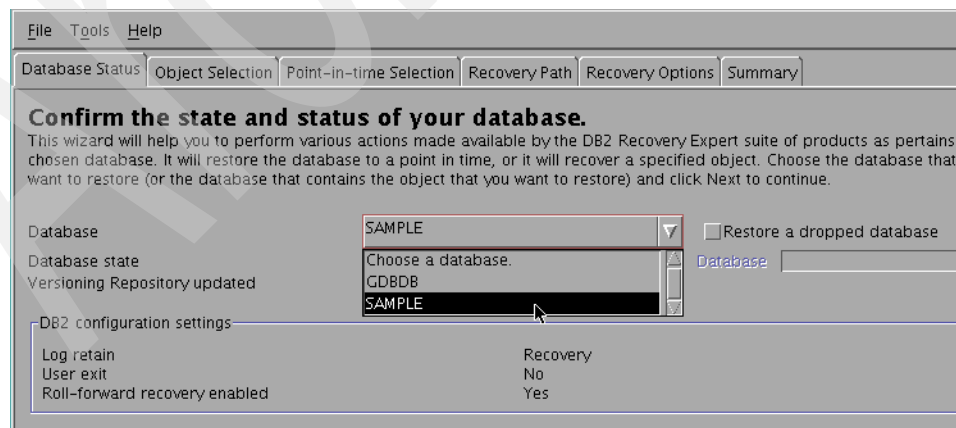 File Tools Help
Database Status Object Selection Point-in-time Selection Recovery Path Recovery Options Summary
Confirm the state and status of your database.
This wizard will help you to perform various actions made available by the DB2 Recovery Expert suite of products as pertains
chosen database. It will restore the database to a point in time, or it will recover a specified object. Choose the database that
want to restore (or the database that contains the object that you want to restore) and click Next to continue.
Database SAMPLE Restore a dropped database
Database state Choose a database. Database
Versioning Repository updated GDBDB
SAMPLE
DB2 configuration settings
Log retain Recovery
User exit No
Roll-forward recovery enabled Yes